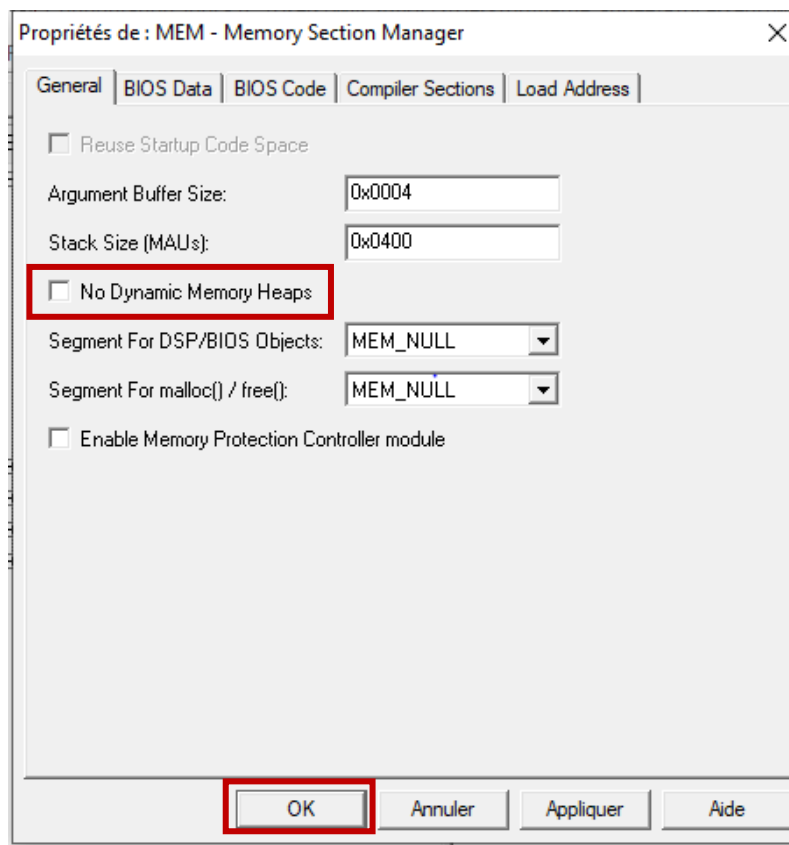 Propriétés de : MEM - Memory Section Manager
General BIOS Data BIOS Code Compiler Sections Load Address
Reuse Startup Code Space
Argument Buffer Size: 0x0004
Stack Size (MAUs): 0x0400
No Dynamic Memory Heaps
Segment For DSP/BIOS Objects: MEM_NULL
Segment For malloc() / free(): MEM_NULL
Enable Memory Protection Controller module
OK Annuler Appliquer Aide